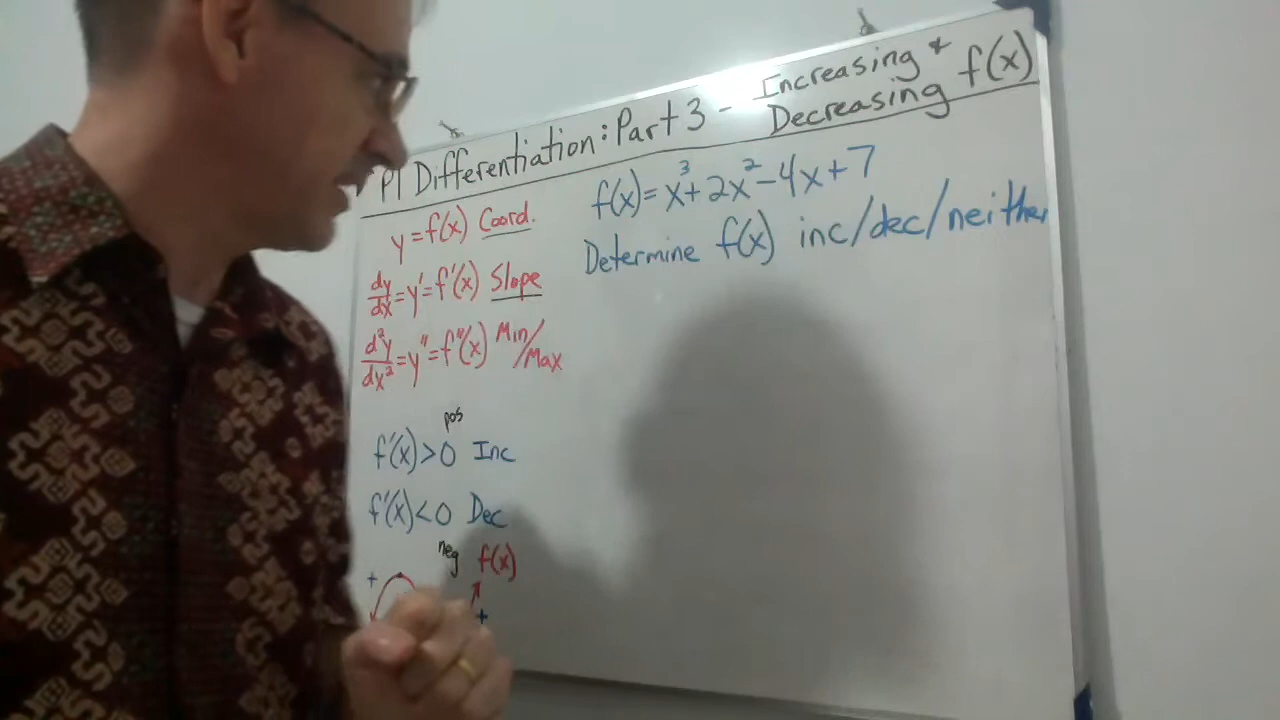 P1 Differentiation: Part 3 - Increasing & Decreasing f(x)
y = f(x) Coord.
dy/dx = y' = f'(x) Slope
d²y/dx² = y'' = f''(x) Min/Max
pos
f'(x) > 0 Inc
f'(x) < 0 Dec
neg
f(x)
+
+
f(x) = x³ + 2x² - 4x + 7
Determine f(x) inc/dec/neither